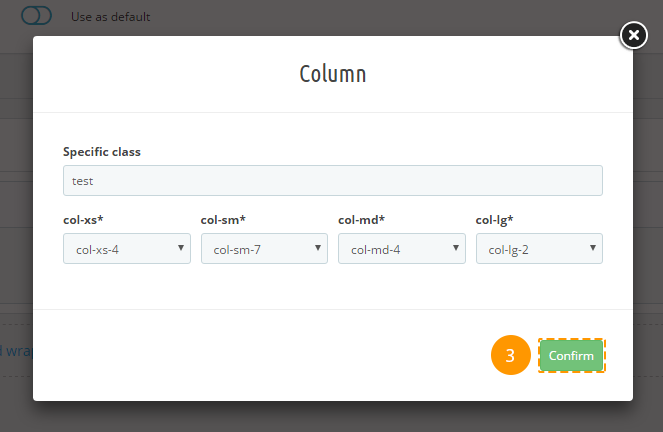 Use as default
Column
Specific class
test
col-xs* col-sm* col-md* col-lg*
col-xs-4 col-sm-7 col-md-4 col-lg-2
3 Confirm